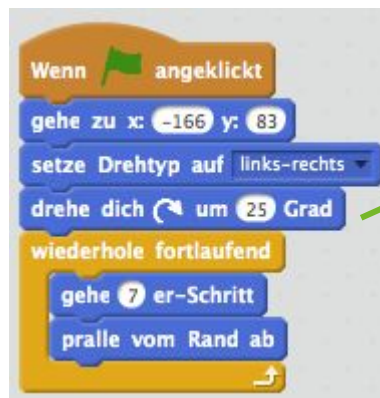 Wenn angeklickt
gehe zu x: -166 y: 83
setze Drehtyp auf links-rechts
drehe dich um 25 Grad
wiederhole fortlaufend
gehe 7 er-Schritt
pralle vom Rand ab